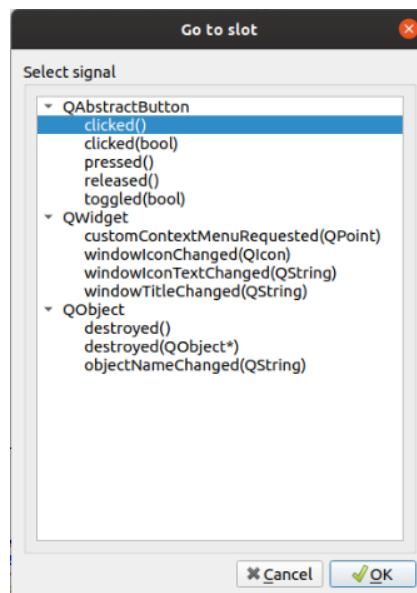 Go to slot
Select signal
QAbstractButton
clicked()
clicked(bool)
pressed()
released()
toggled(bool)
QWidget
customContextMenuRequested(QPoint)
windowIconChanged(QIcon)
windowIconTextChanged(QString)
windowTitleChanged(QString)
QObject
destroyed()
destroyed(QObject*)
objectNameChanged(QString)
Cancel OK